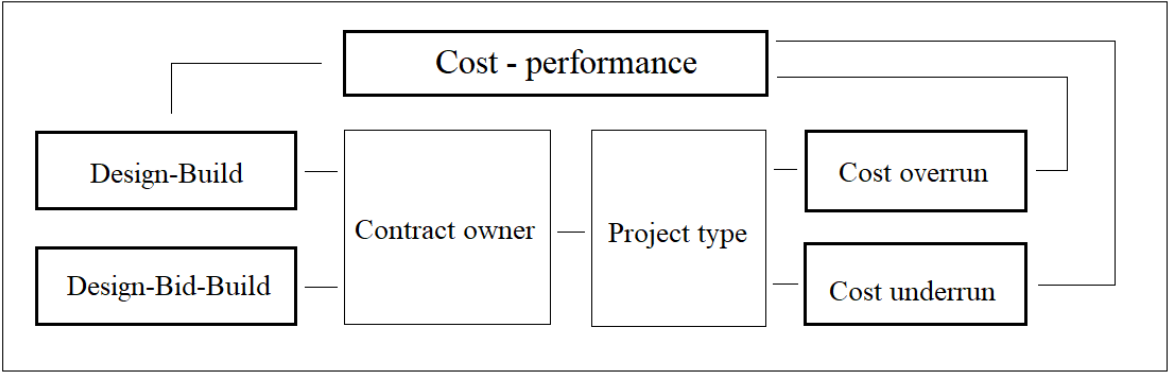 Cost - performance
Design-Build
Design-Bid-Build
Contract owner
Project type
Cost overrun
Cost underrun